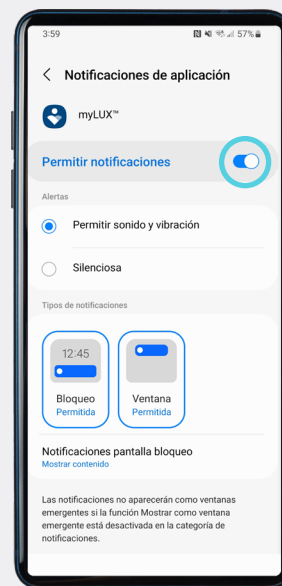 3:59
57%
Notificaciones de aplicación
myLUX™
Permitir notificaciones
Alertas
Permitir sonido y vibración
Silenciosa
Tipos de notificaciones
12:45
Bloqueo
Permitida
Ventana
Permitida
Notificaciones pantalla bloqueo
Mostrar contenido
Las notificaciones no aparecerán como ventanas
emergentes si la función Mostrar como ventana
emergente está desactivada en la categoría de
notificaciones.